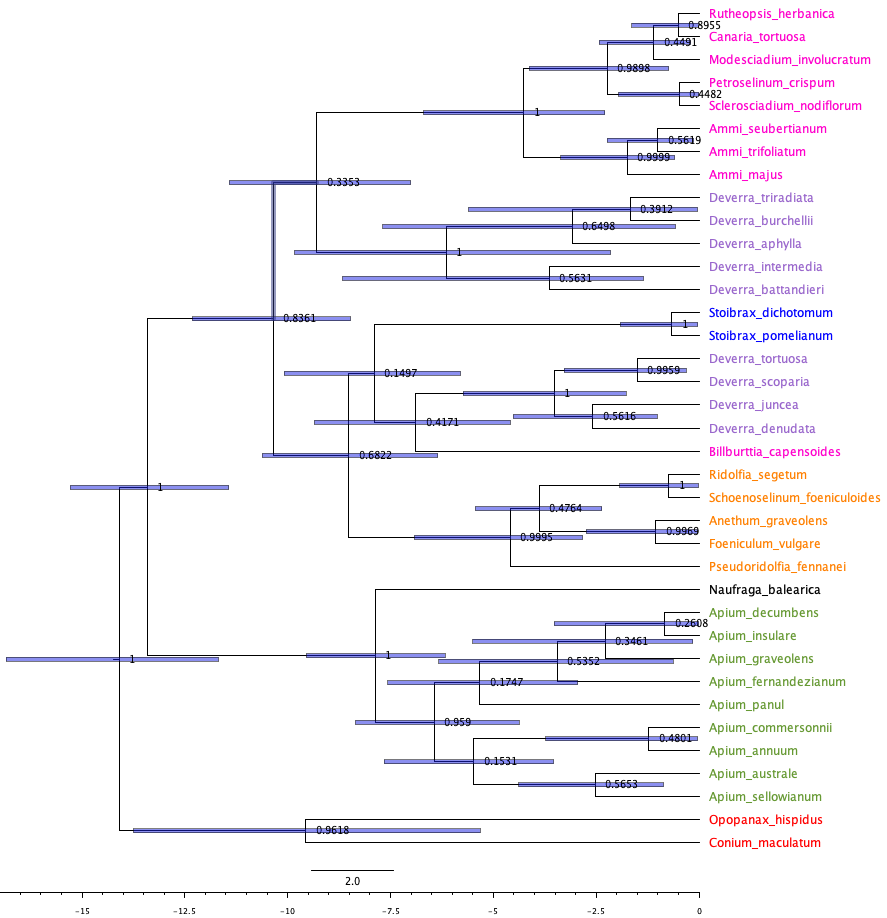 Rutheopsis_herbanica
0.8955
Canaria_tortuosa
0.4491
Modesciadium_involucratum
0.9898
Petroselinum_crispum
0.4482
Sclerosciadium_nodiflorum
1
Ammi_seubertianum
0.5619
Ammi_trifoliatum
0.9999
Ammi_majus
0.3353
Deverra_triradiata
0.3912
Deverra_burchellii
0.6498
Deverra_aphylla
1
Deverra_intermedia
0.5631
Deverra_battandieri
Stoibrax_dichotomum
0.8361
1
Stoibrax_pomelianum
Deverra_tortuosa
0.9959
0.1497
Deverra_scoparia
1
Deverra_juncea
0.5616
0.4171
Deverra_denudata
Billburttia_capensoides
0.6822
Ridolfia_segetum
1
1
Schoenoselinum_foeniculoides
0.4764
Anethum_graveolens
0.9969
0.9995
Foeniculum_vulgare
Pseudoridolfia_fennanei
Naufraga_balearica
Apium_decumbens
0.2608
Apium_insulare
0.3461
1
Apium_graveolens
1
0.5352
Apium_fernandezianum
0.1747
Apium_panul
0.959
Apium_commersonnii
0.4801
Apium_annuum
0.1531
Apium_australe
0.5653
Apium_sellowianum
Opopanax_hispidus
0.9618
Conium_maculatum
2.0
-15 -12.5 -10 -7.5 -5 -2.5 0